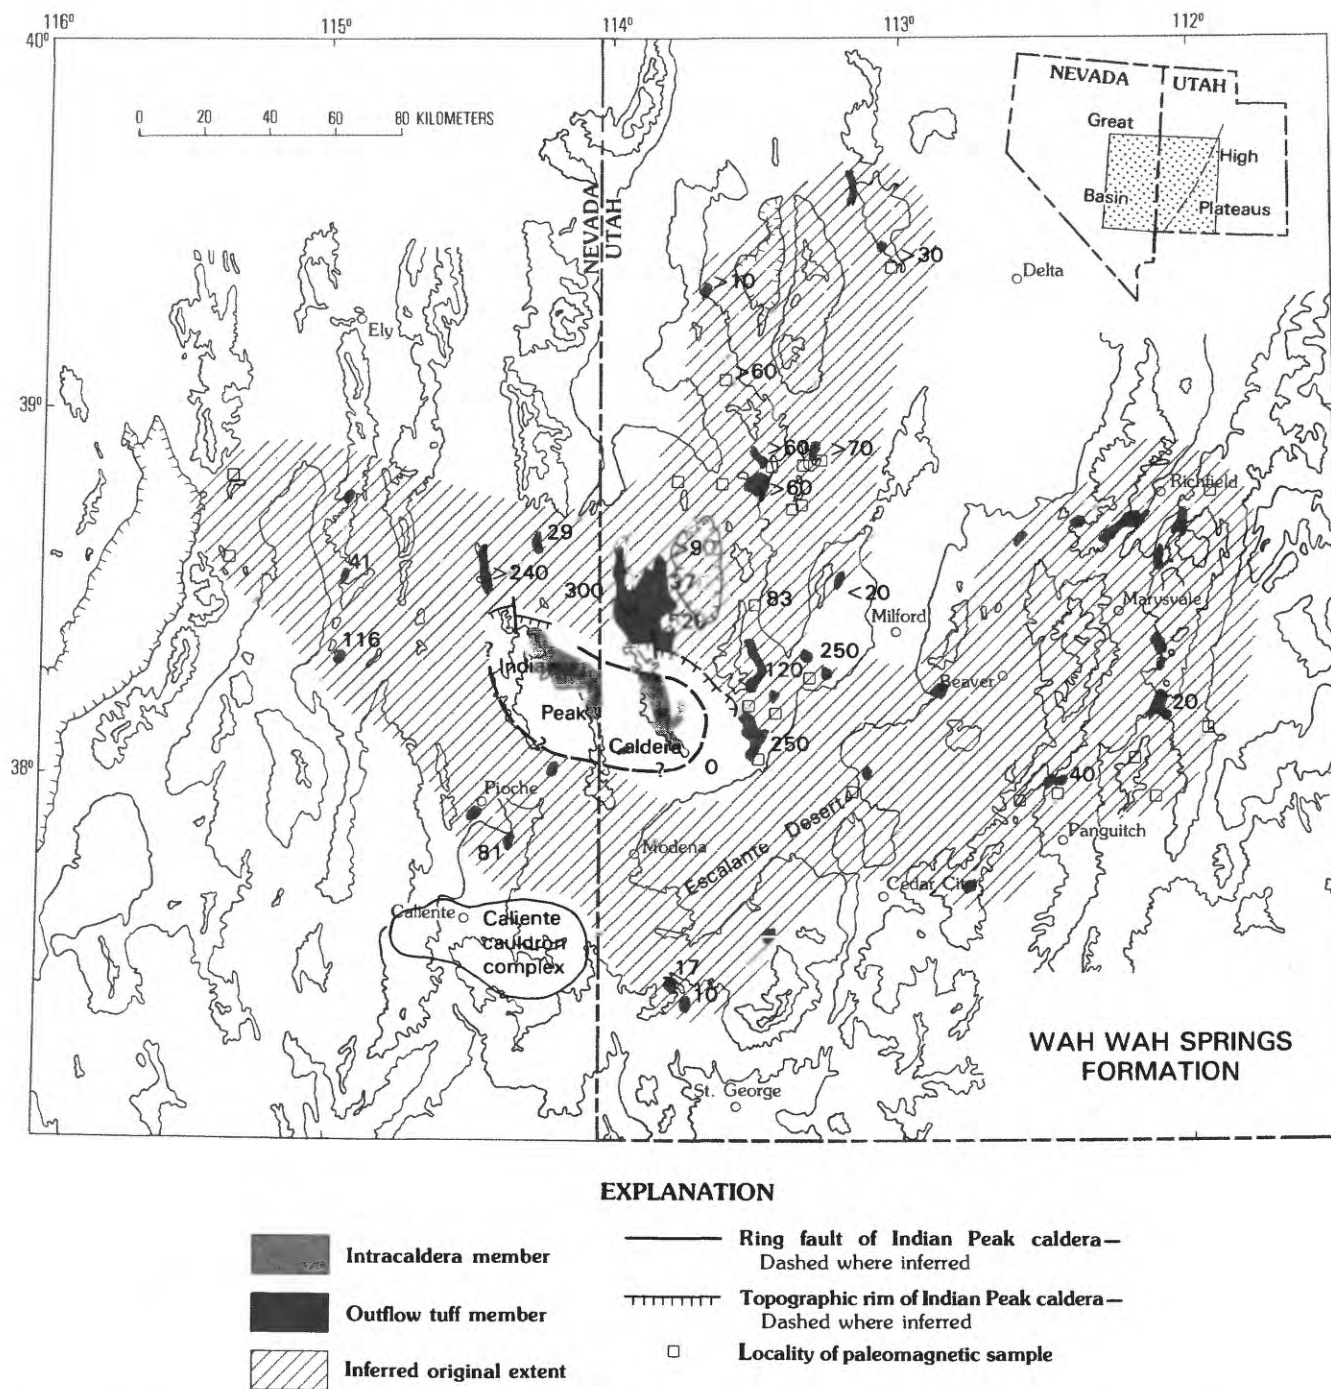 116°
115°
114°
113°
112°
40°
0 20 40 60 80 KILOMETERS
NEVADA
UTAH
NEVADA UTAH
Great
High
Basin
Plateaus
Delta
>30
>10
Ely
>60
39°
>60
>70
>60
Richfield
29
41
>240
300
83
<20
Milford
Marysvale
116
?
Indian
120
250
Beaver
20
Peak
Caldera
250
?
?
0
38°
40
Pioche
Panguitch
81
Modena
Escalante Desert
Cedar City
Caliente
Caliente
cauldron
complex
17
10
WAH WAH SPRINGS
FORMATION
St. George
EXPLANATION
Intracaldera member
Outflow tuff member
Inferred original extent
Ring fault of Indian Peak caldera—
Dashed where inferred
Topographic rim of Indian Peak caldera—
Dashed where inferred
Locality of paleomagnetic sample